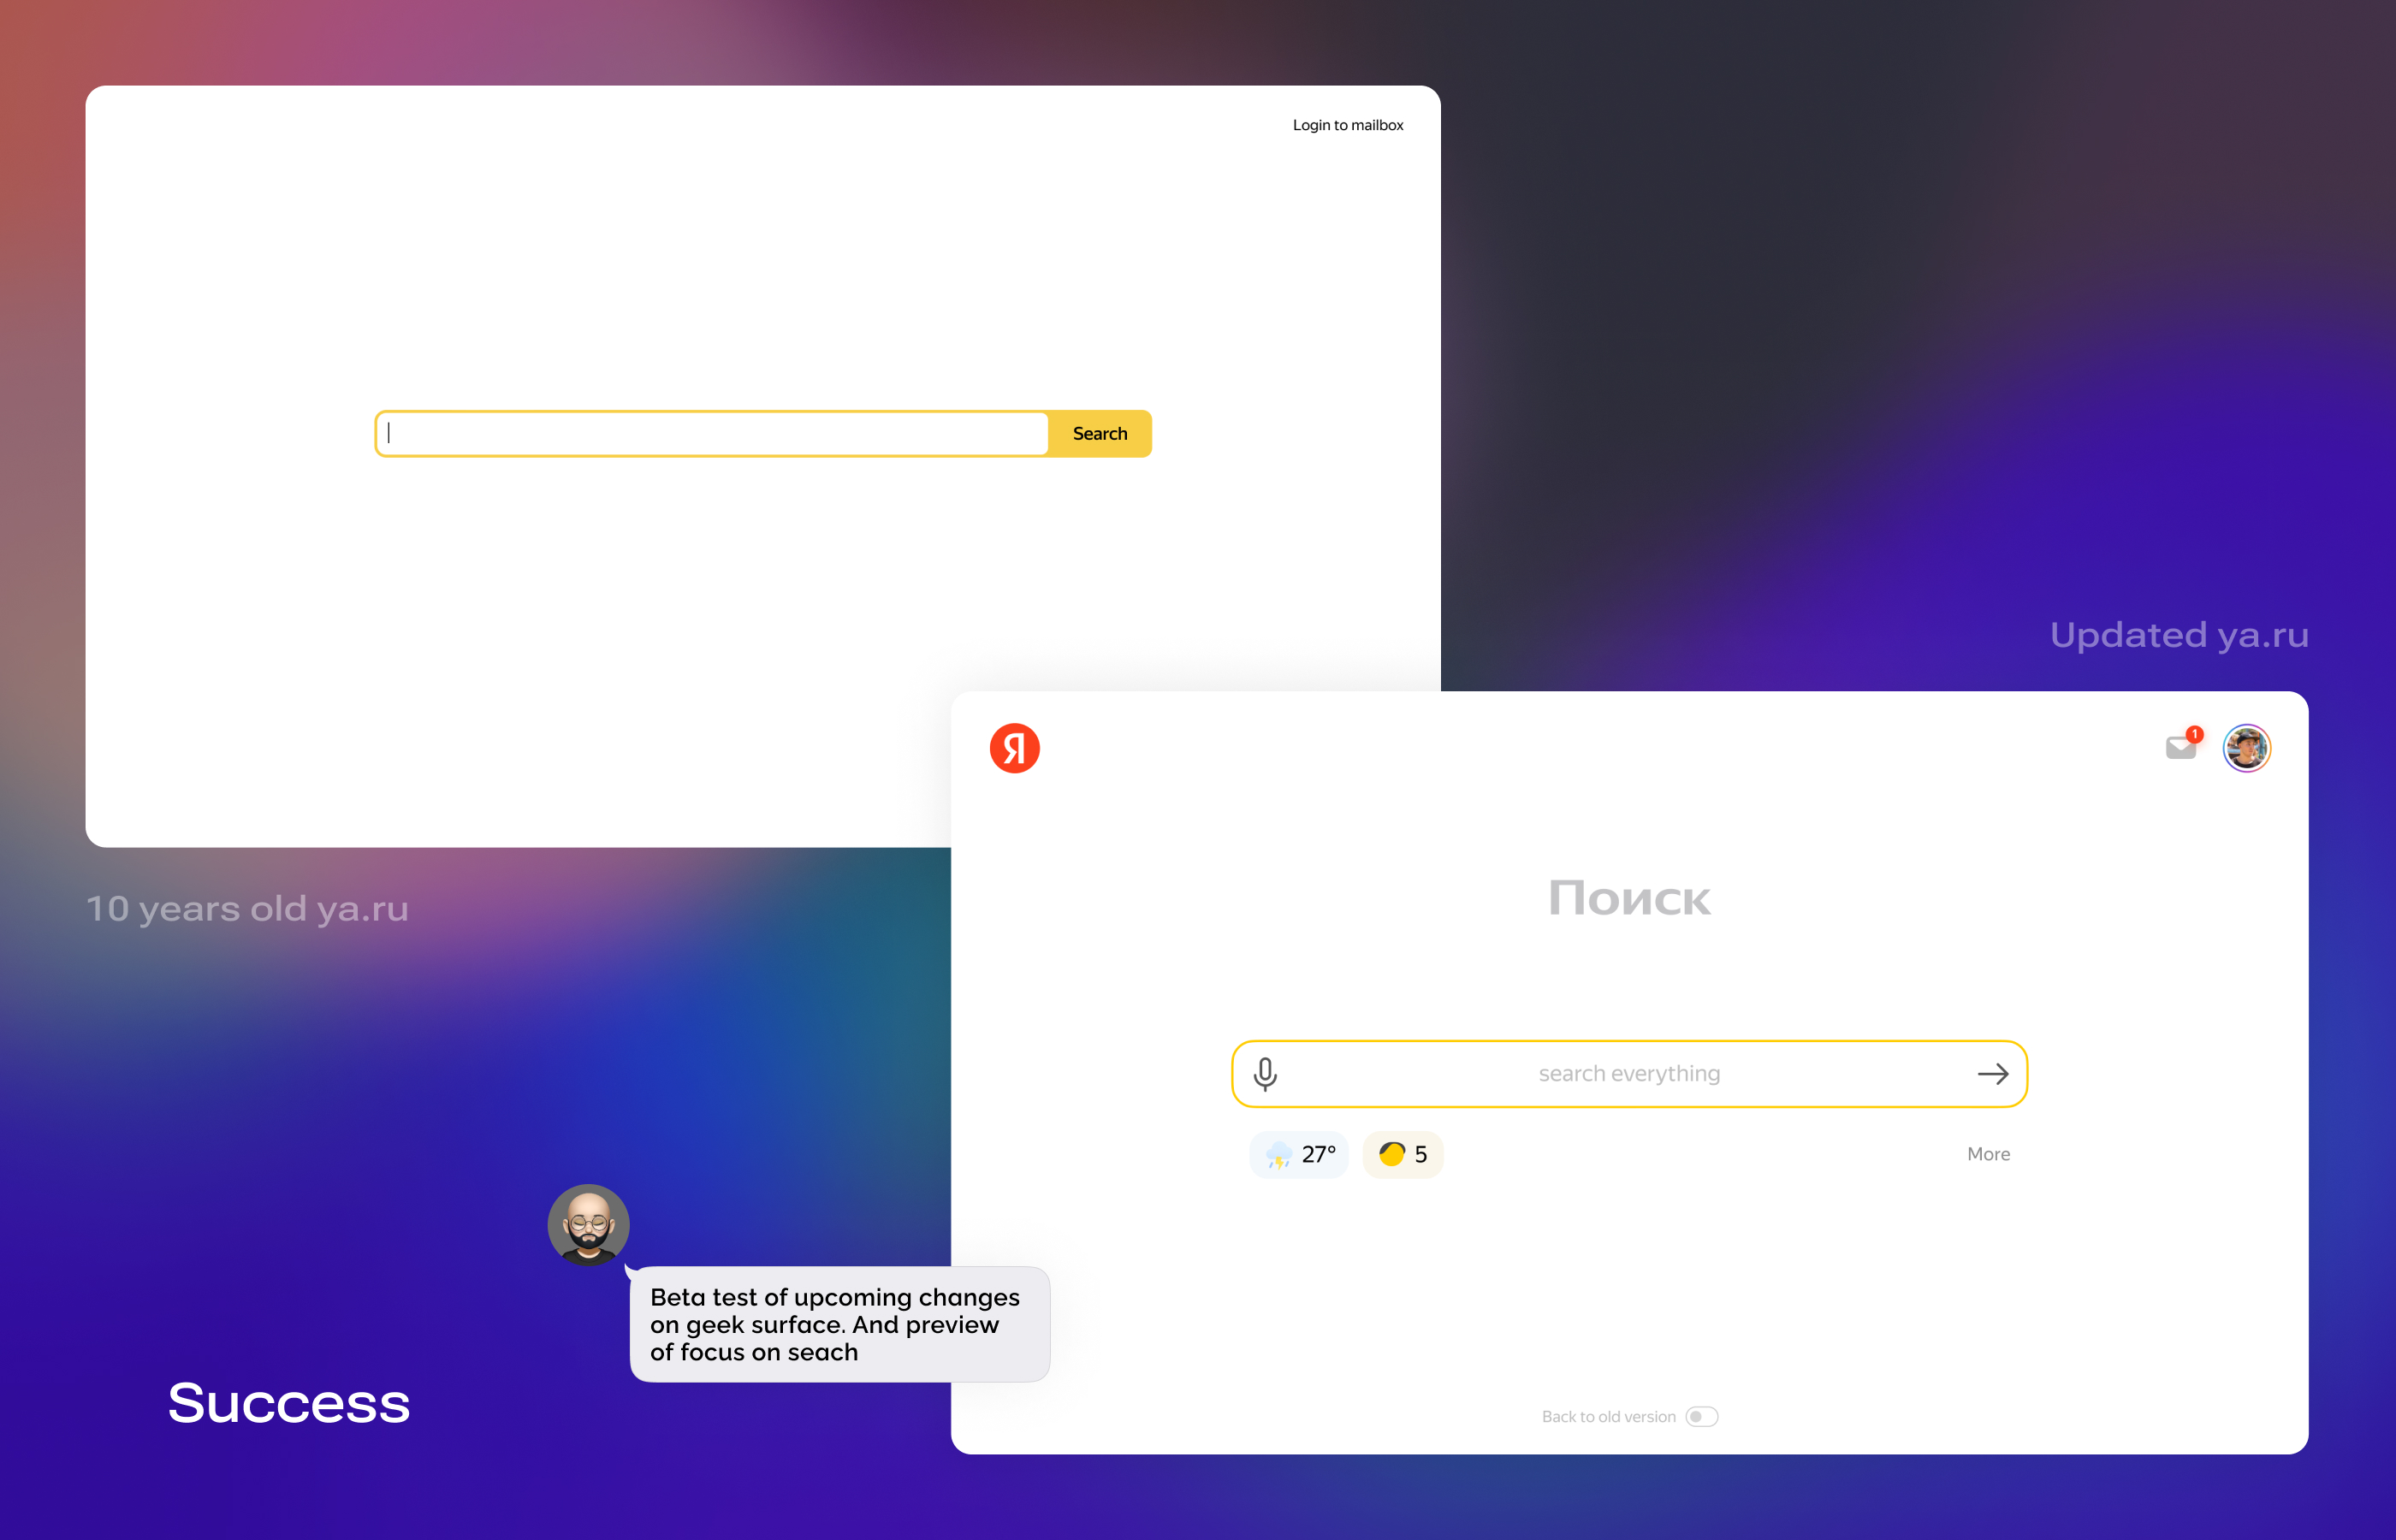 Login to mailbox
Search
10 years old ya.ru
Updated ya.ru
Я
1
Поиск
search everything
27°
5
More
Beta test of upcoming changes
on geek surface. And preview
of focus on seach
Success
Back to old version